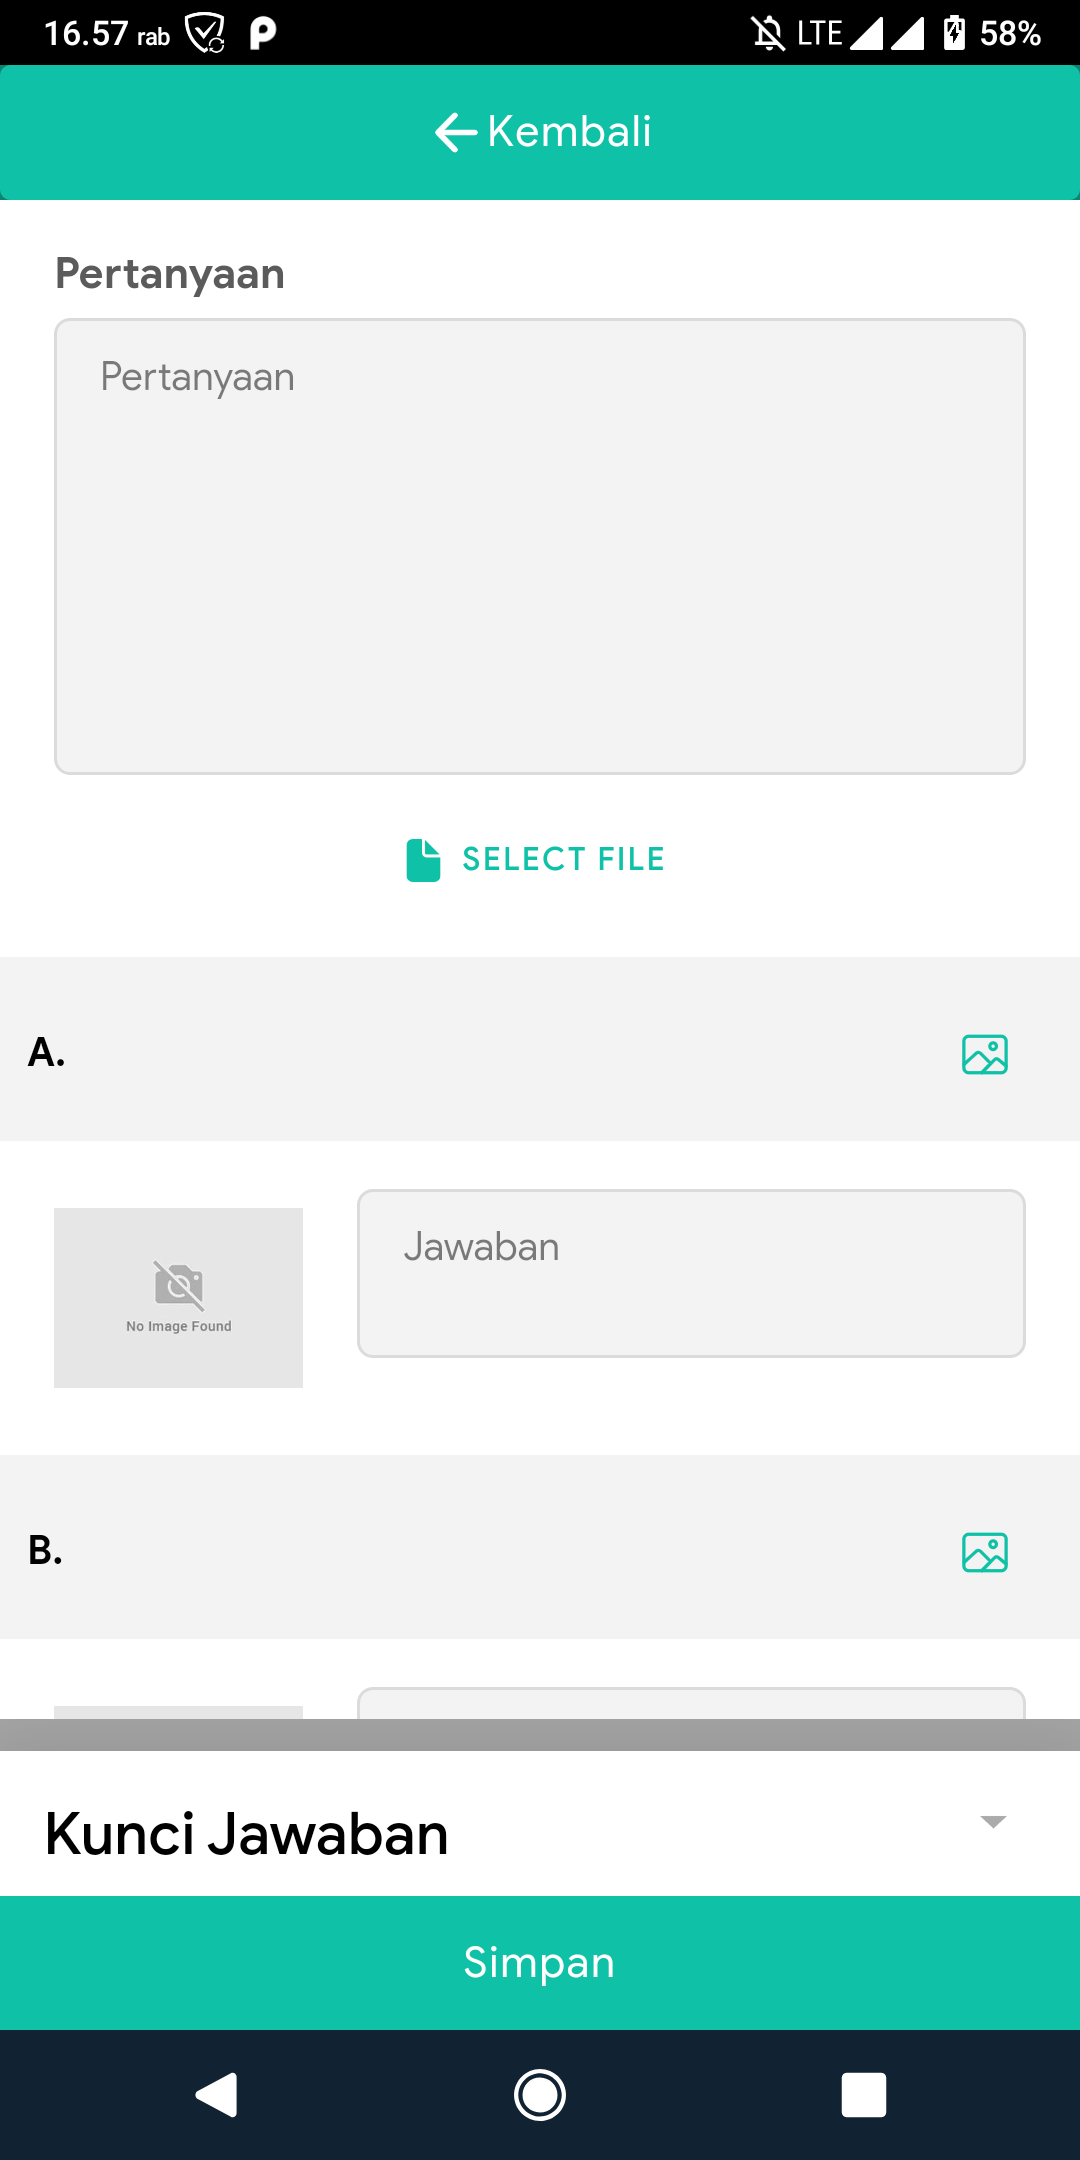 16.57 rab LTE 58%
Kembali
Pertanyaan
Pertanyaan
SELECT FILE
A.
No Image Found
Jawaban
B.
Kunci Jawaban
Simpan